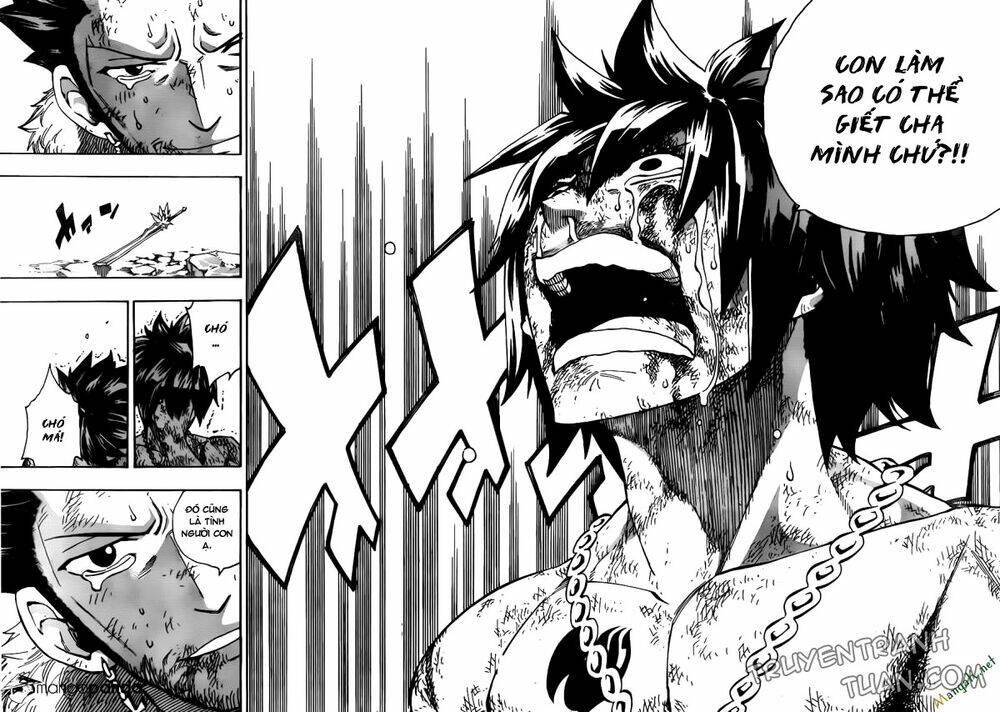 CON LÀM
SAO CÓ THỂ
GIẾT CHA
MÌNH CHỨ?!!
CHÓ
...
CHÓ
MÁ!
ĐÓ CŨNG
LÀ TÍNH
NGƯỜI CON
Ạ.
TRUYENTRANH
TUAN.COM